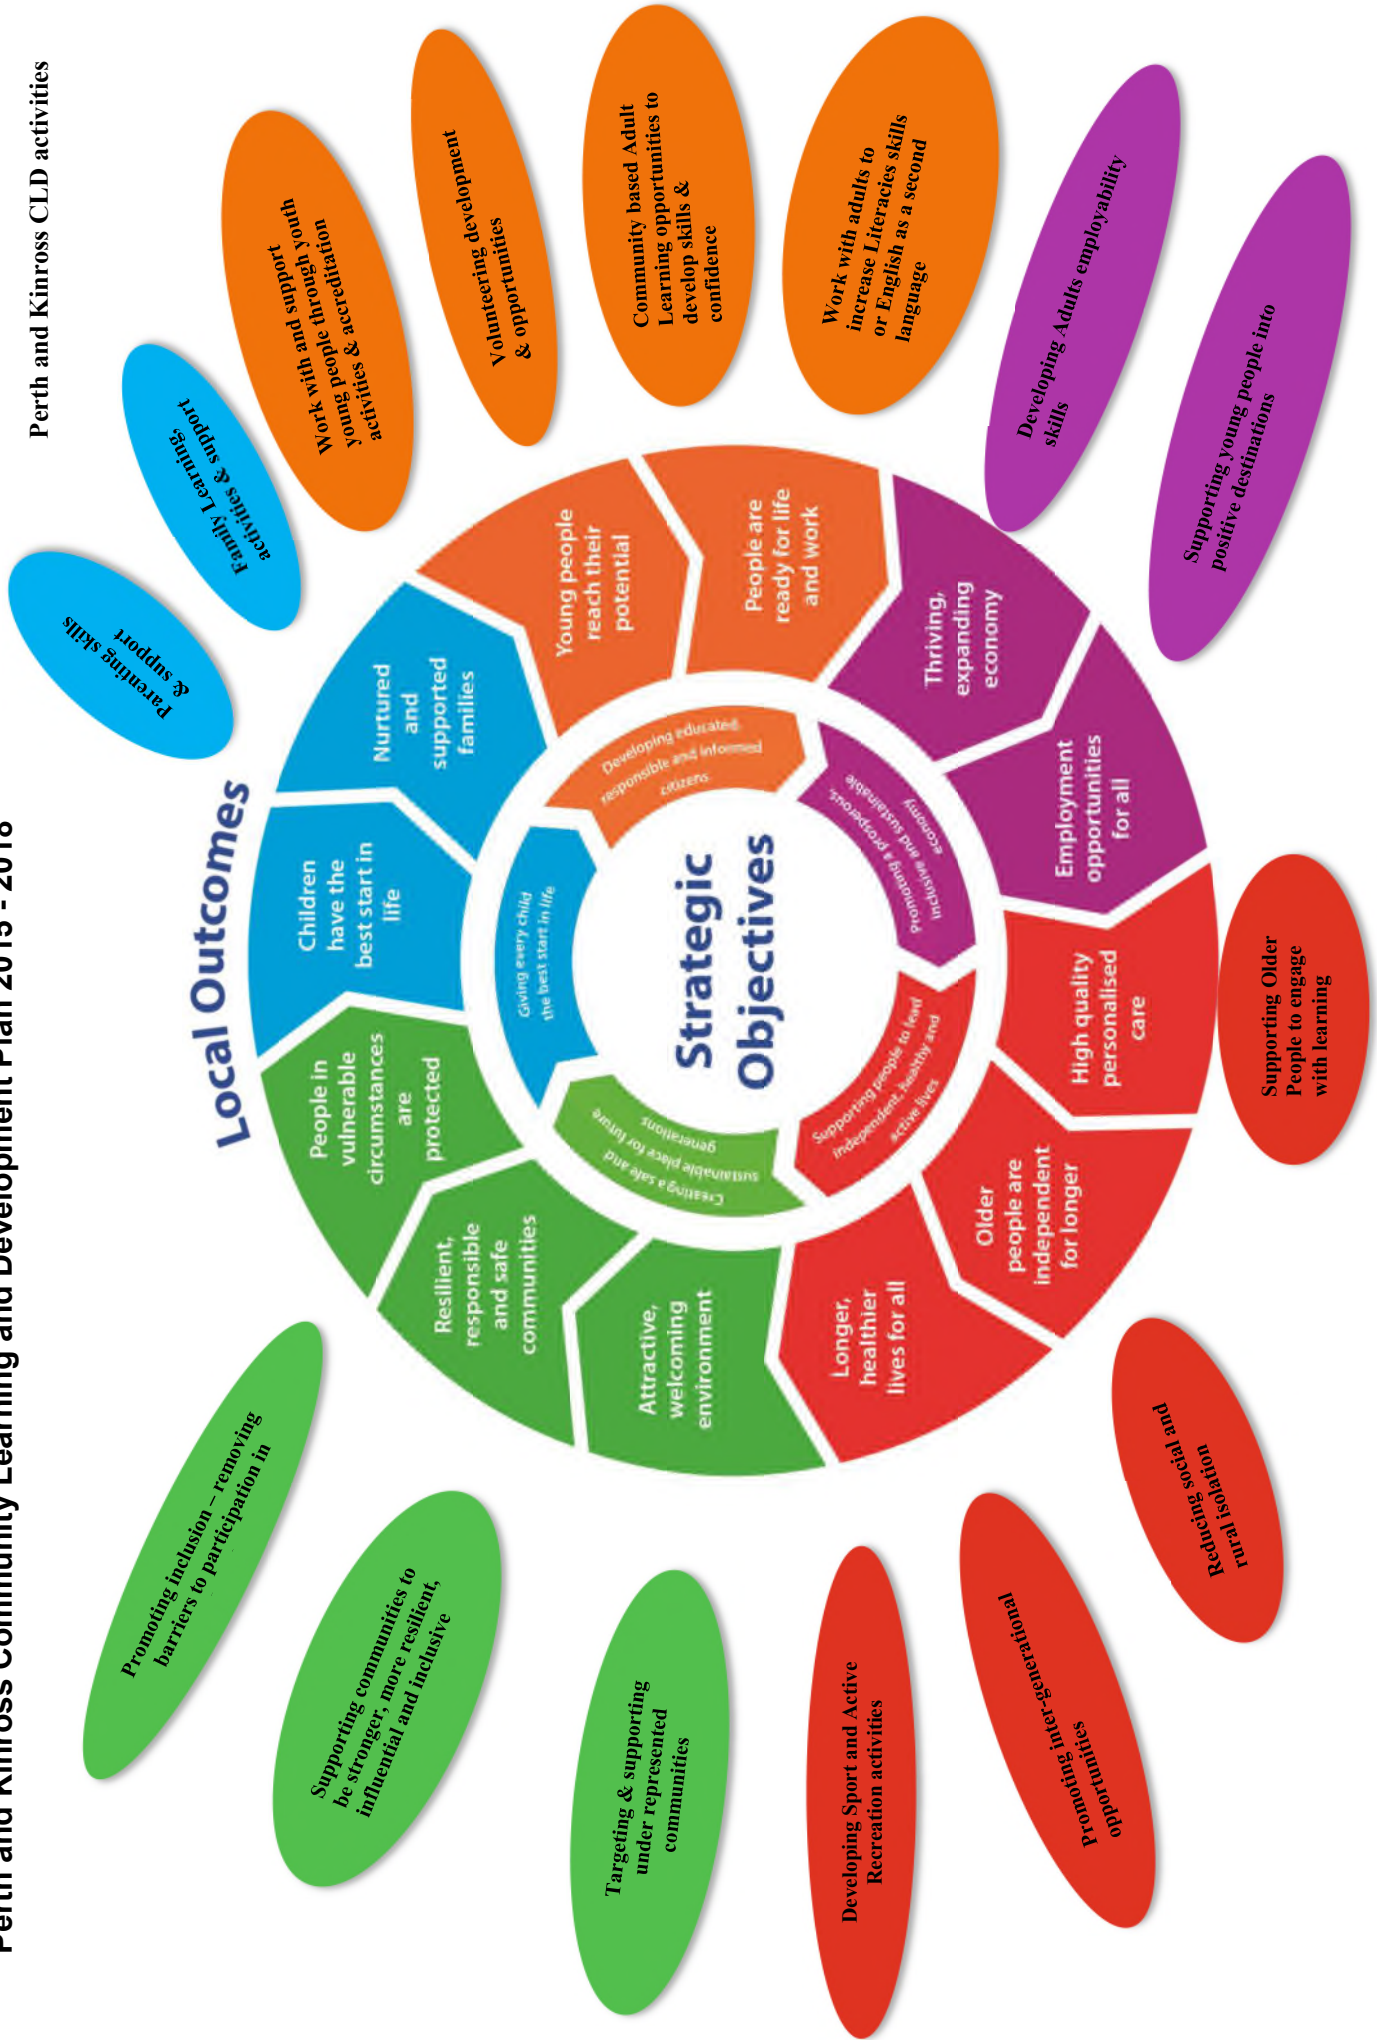 Perth and Kinross Community Learning and Development Plan 2015 - 2018
Perth and Kinross CLD activities
Local Outcomes
Strategic
Objectives
Giving every child
the best start in life
Developing educated,
responsible and informed
citizens
Promoting a prosperous,
inclusive and sustainable
economy
Supporting people to lead
independent, healthy and
active lives
Creating a safe and
sustainable place for future
generations
Children
have the
best start in
life
Nurtured
and
supported
families
Young people
reach their
potential
People are
ready for life
and work
Thriving,
expanding
economy
Employment
opportunities
for all
High quality
personalised
care
Older
people are
independent
for longer
Longer,
healthier
lives for all
Attractive,
welcoming
environment
Resilient,
responsible
and safe
communities
People in
vulnerable
circumstances
are
protected
Parenting skills
& support
Family Learning,
activities & support
Work with and support
young people through youth
activities & accreditation
Volunteering development
& opportunities
Community based Adult
Learning opportunities to
develop skills &
confidence
Work with adults to
increase Literacies skills
or English as a second
language
Developing Adults employability
skills
Supporting young people into
positive destinations
Supporting Older
People to engage
with learning
Reducing social and
rural isolation
Promoting inter-generational
opportunities
Developing Sport and Active
Recreation activities
Targeting & supporting
under represented
communities
Supporting communities to
be stronger, more resilient,
influential and inclusive
Promoting inclusion – removing
barriers to participation in